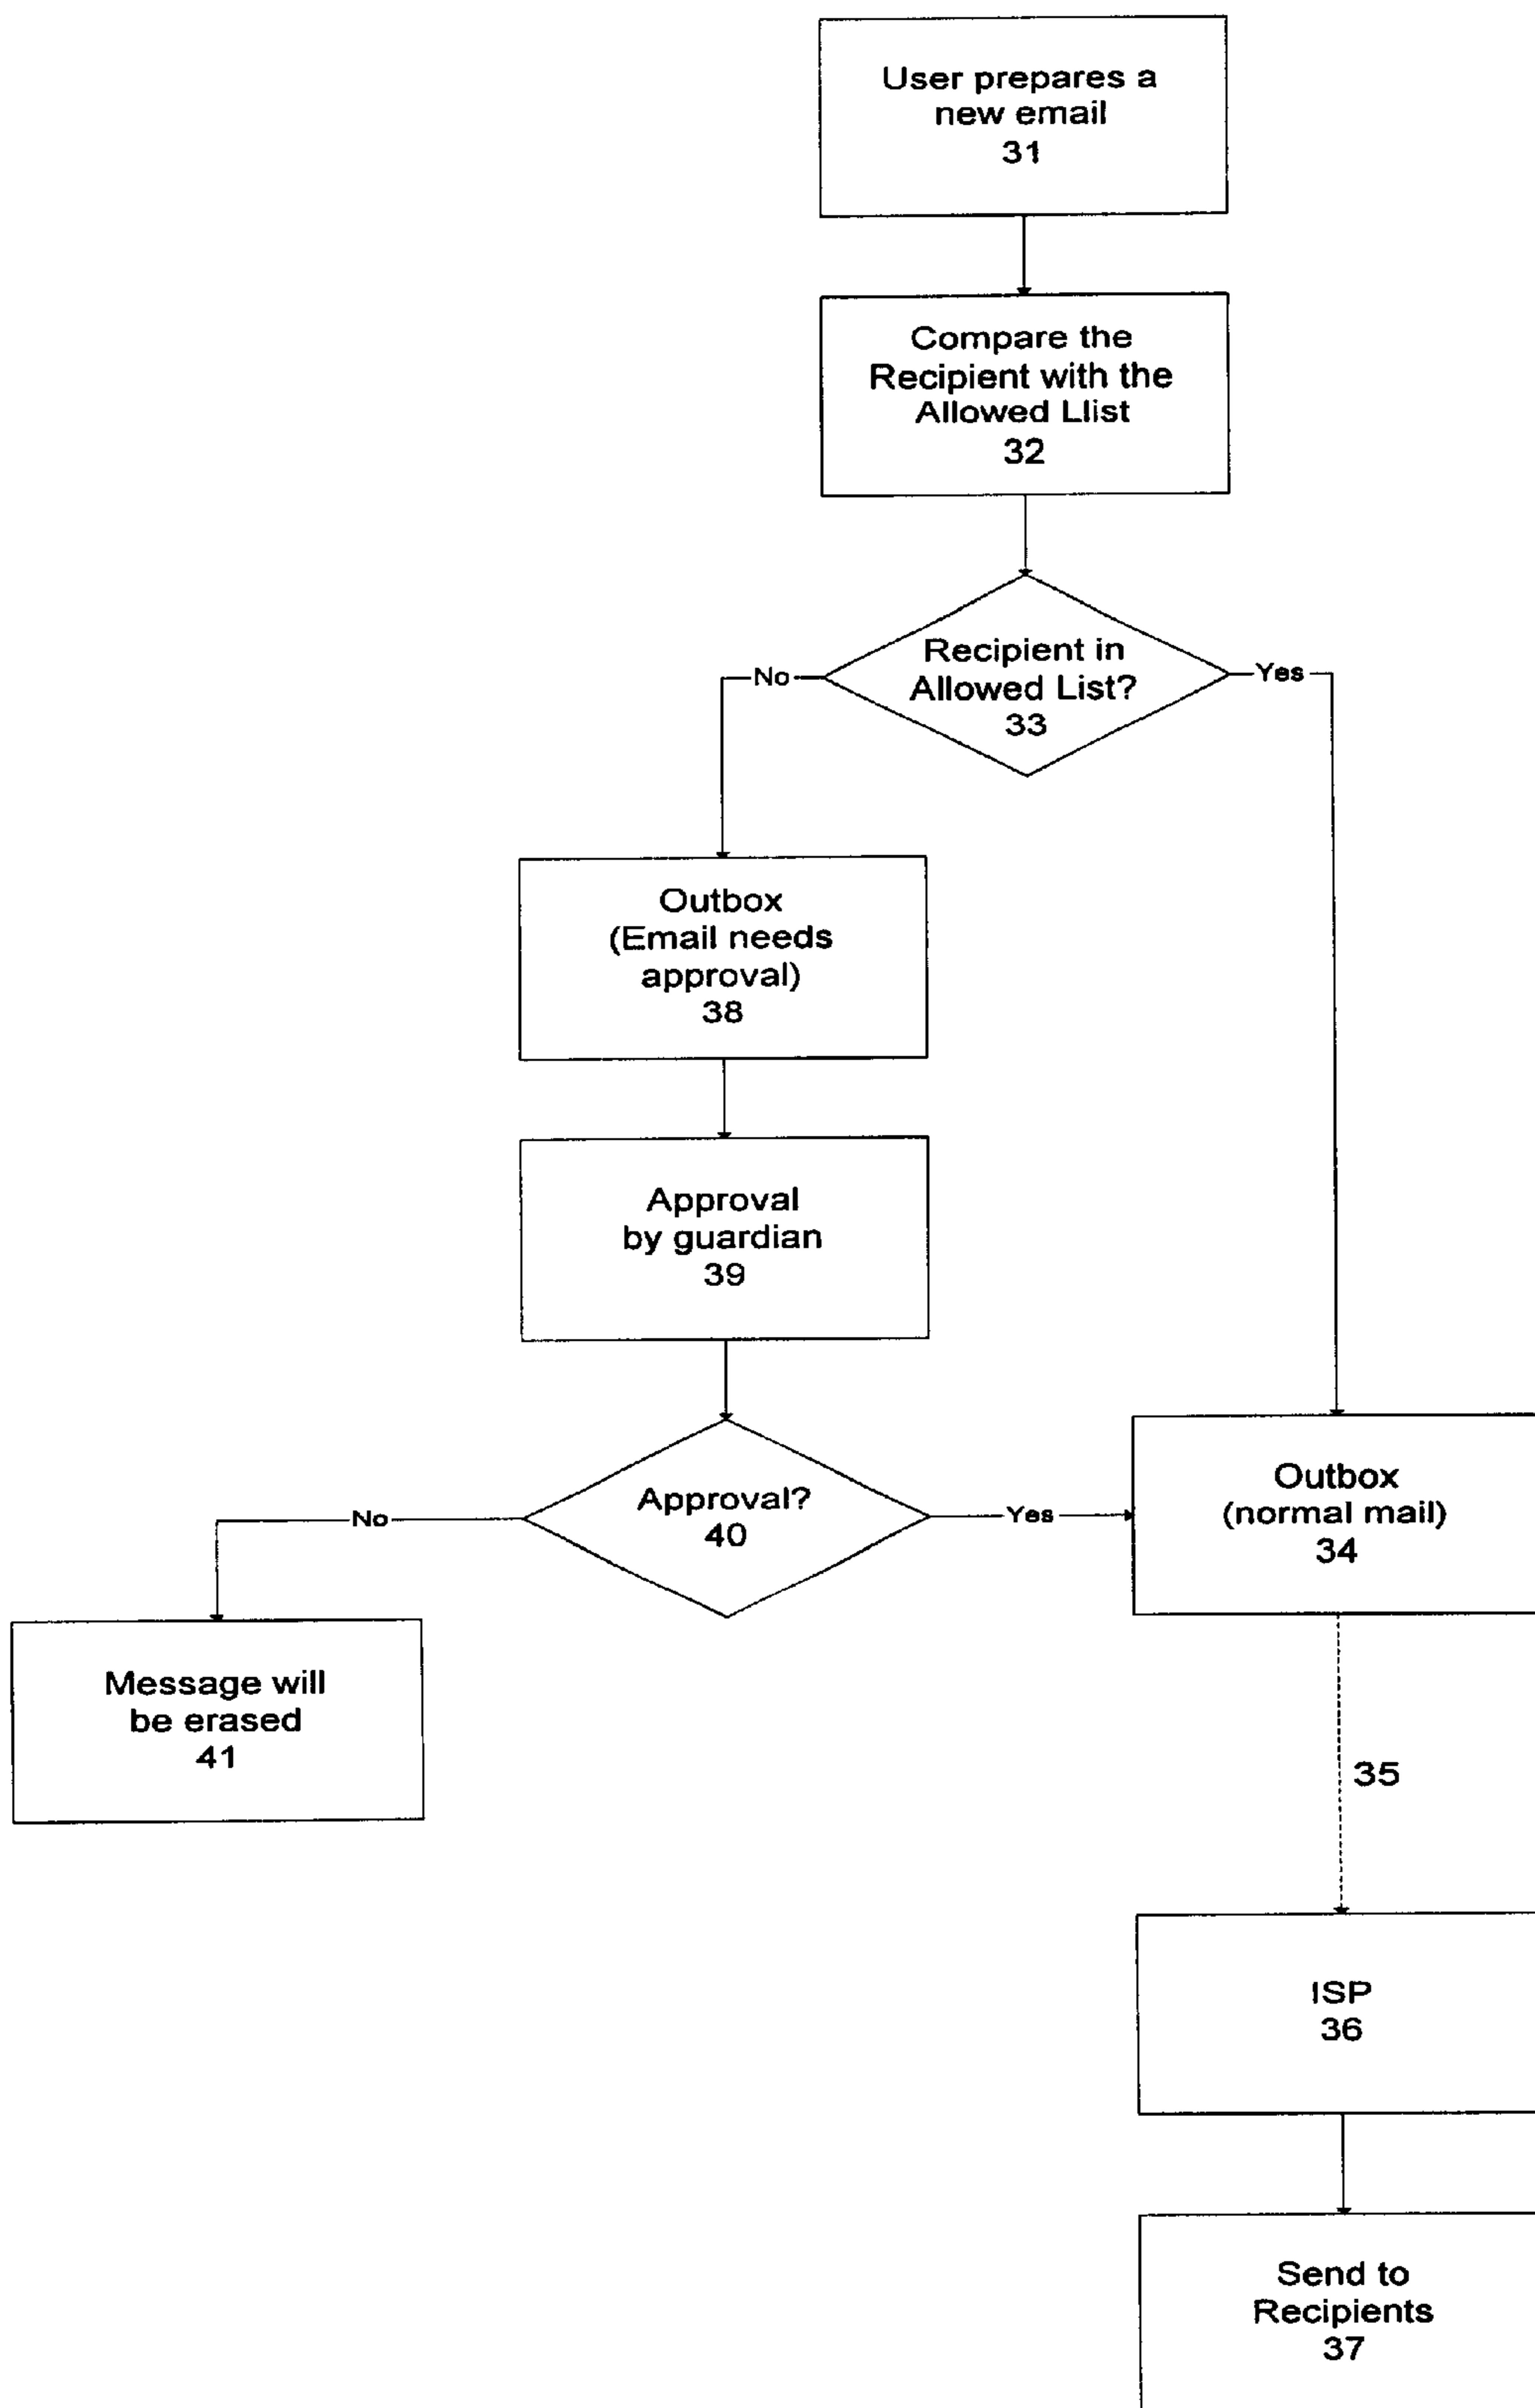 User prepares a
new email
31
Compare the
Recipient with the
Allowed Llist
32
Recipient in
Allowed List?
33
No
Yes
Outbox
(Email needs
approval)
38
Approval
by guardian
39
Approval?
40
No
Yes
Outbox
(normal mail)
34
Message will
be erased
41
35
ISP
36
Send to
Recipients
37